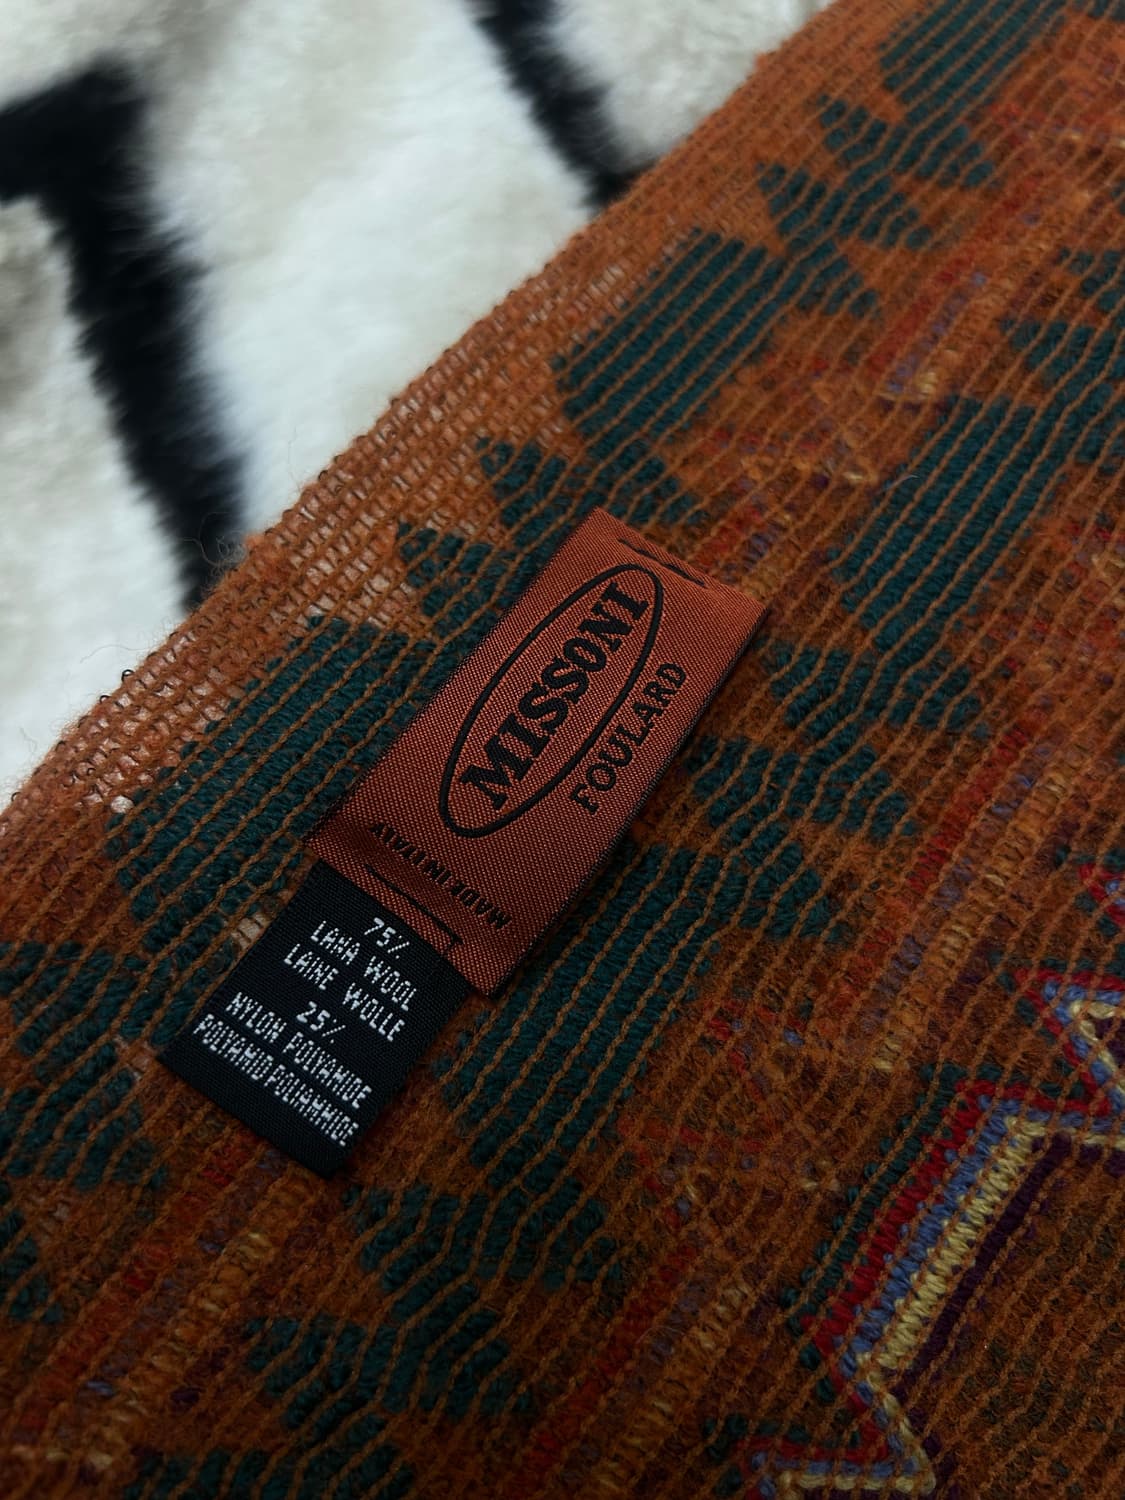 MISSONI
FOULARD
MADE IN ITALY
75%
LANA WOOL
LAINE WOLLE
25%
NYLON POLYAMIDE
POLYAMID POLIAMMIDE